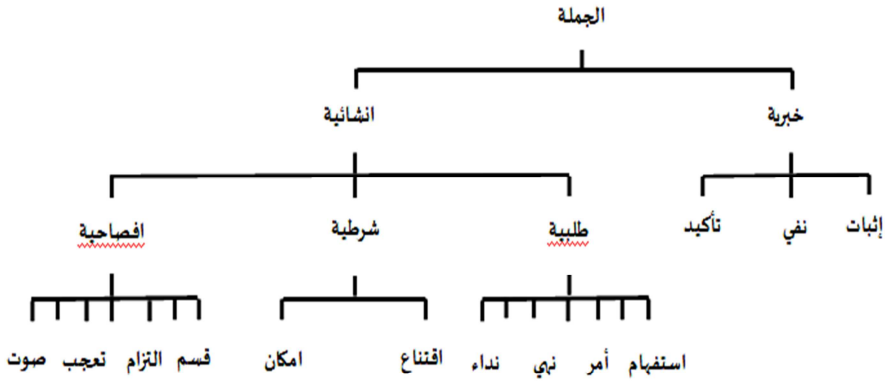 الجملة
خبرية انشائية
إثبات نفي تأكيد
طلبية شرطية افصاحية
استفهام أمر نهي نداء اقتناع امكان قسم التزام تعجب صوت